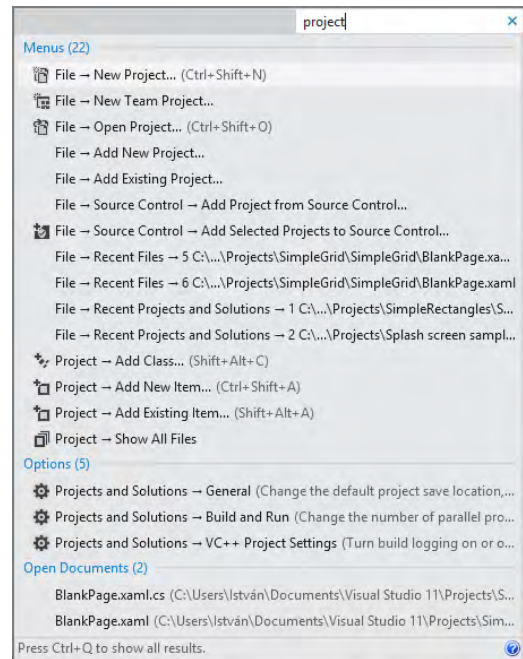 project
Menus (22)
File → New Project... (Ctrl+Shift+N)
File → New Team Project...
File → Open Project... (Ctrl+Shift+O)
File → Add New Project...
File → Add Existing Project...
File → Source Control → Add Project from Source Control...
File → Source Control → Add Selected Projects to Source Control...
File → Recent Files → 5 C:\...\Projects\SimpleGrid\SimpleGrid\BlankPage.xa...
File → Recent Files → 6 C:\...\Projects\SimpleGrid\SimpleGrid\BlankPage.xaml
File → Recent Projects and Solutions → 1 C:\...\Projects\SimpleRectangles\S...
File → Recent Projects and Solutions → 2 C:\...\Projects\Splash screen sampl...
Project → Add Class... (Shift+Alt+C)
Project → Add New Item... (Ctrl+Shift+A)
Project → Add Existing Item... (Shift+Alt+A)
Project → Show All Files
Options (5)
Projects and Solutions → General (Change the default project save location,...
Projects and Solutions → Build and Run (Change the number of parallel pro...
Projects and Solutions → VC++ Project Settings (Turn build logging on or o...
Open Documents (2)
BlankPage.xaml.cs (C:\Users\István\Documents\Visual Studio 11\Projects\S...
BlankPage.xaml (C:\Users\István\Documents\Visual Studio 11\Projects\Sim...
Press Ctrl+Q to show all results.